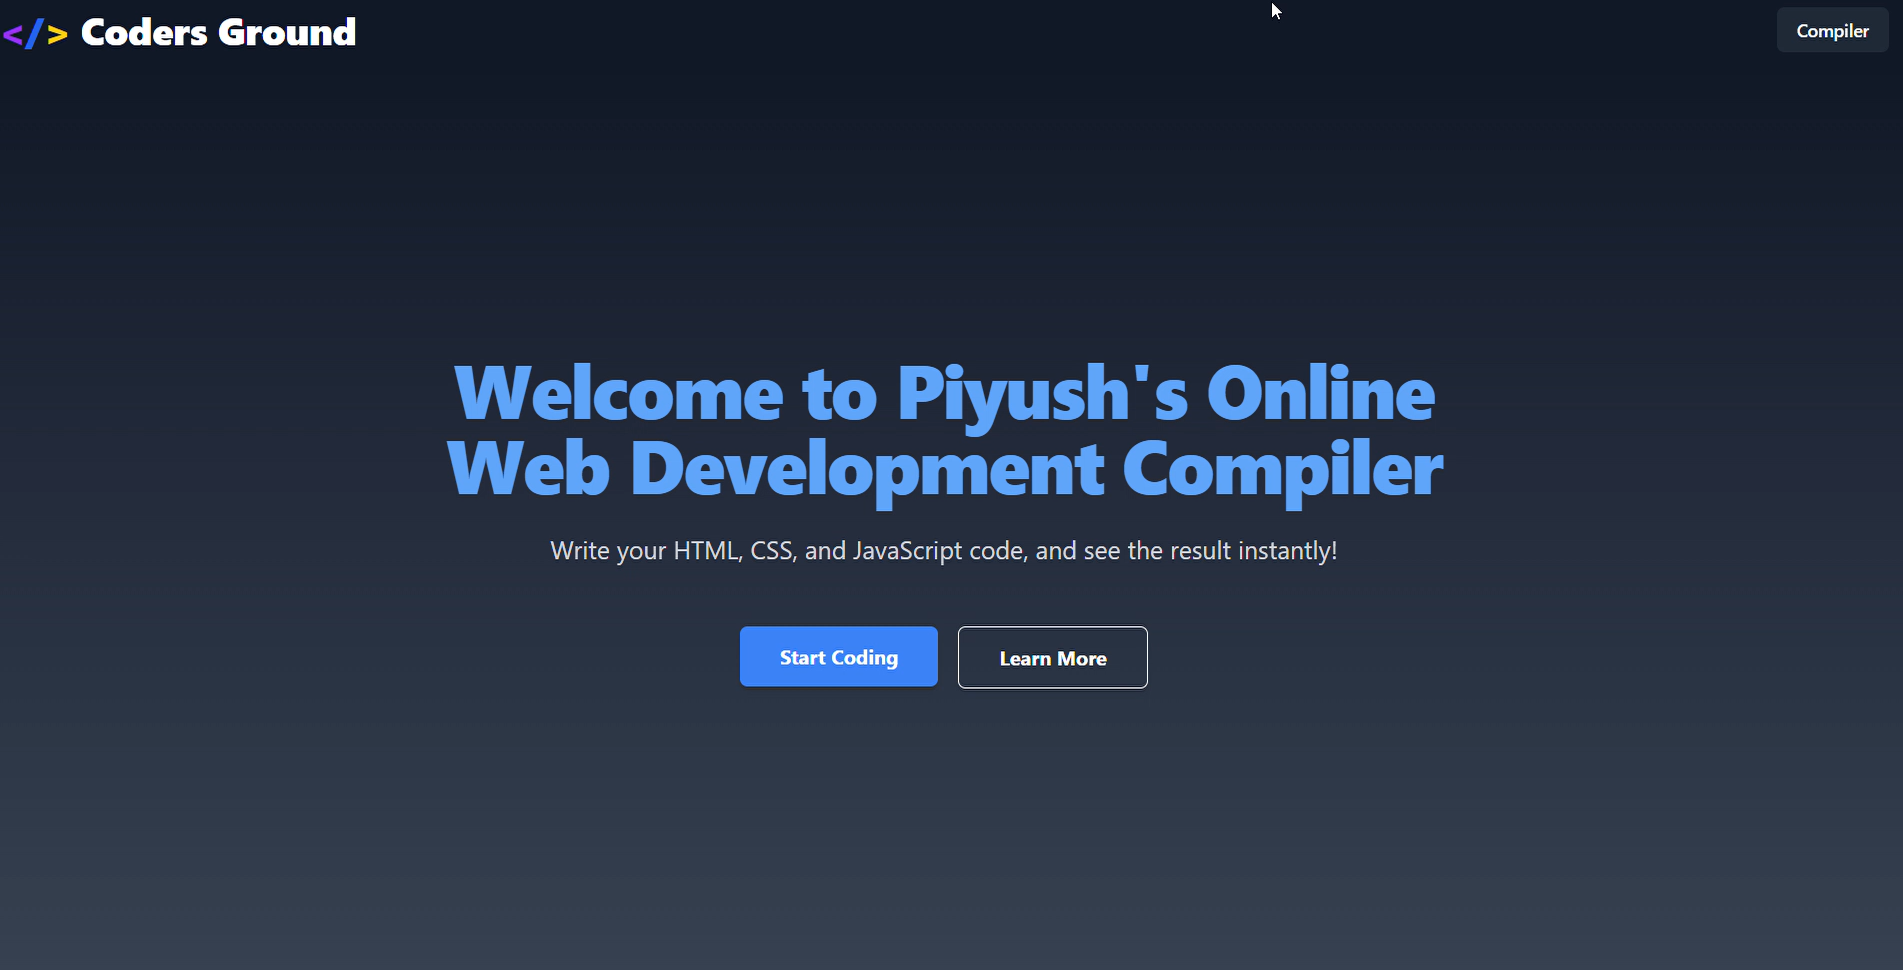 </> Coders Ground
Compiler
Welcome to Piyush's Online
Web Development Compiler
Write your HTML, CSS, and JavaScript code, and see the result instantly!
Start Coding
Learn More